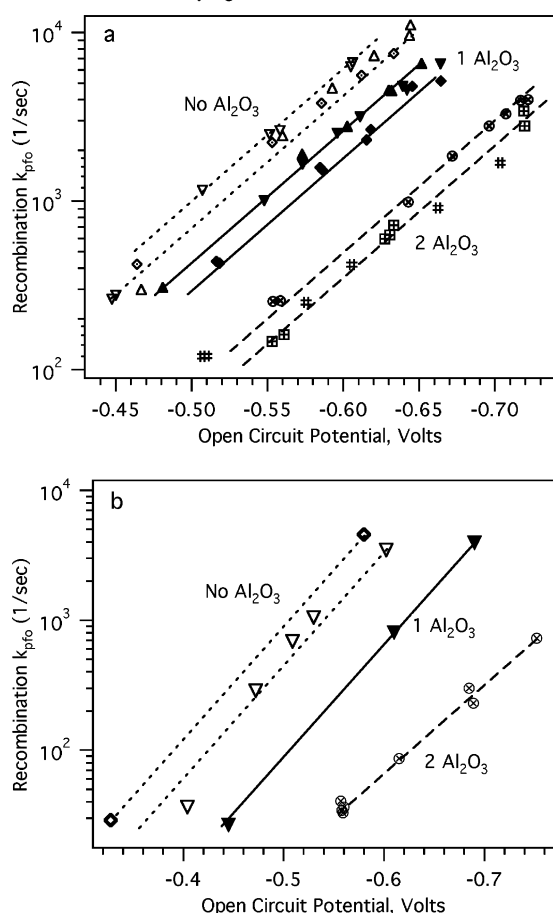 a
10⁴
10³
10²
Recombination kₚfo (1/sec)
No Al₂O₃
1 Al₂O₃
2 Al₂O₃
-0.45 -0.50 -0.55 -0.60 -0.65 -0.70
Open Circuit Potential, Volts
b
10⁴
10³
10²
Recombination kₚfo (1/sec)
No Al₂O₃
1 Al₂O₃
2 Al₂O₃
-0.4 -0.5 -0.6 -0.7
Open Circuit Potential, Volts